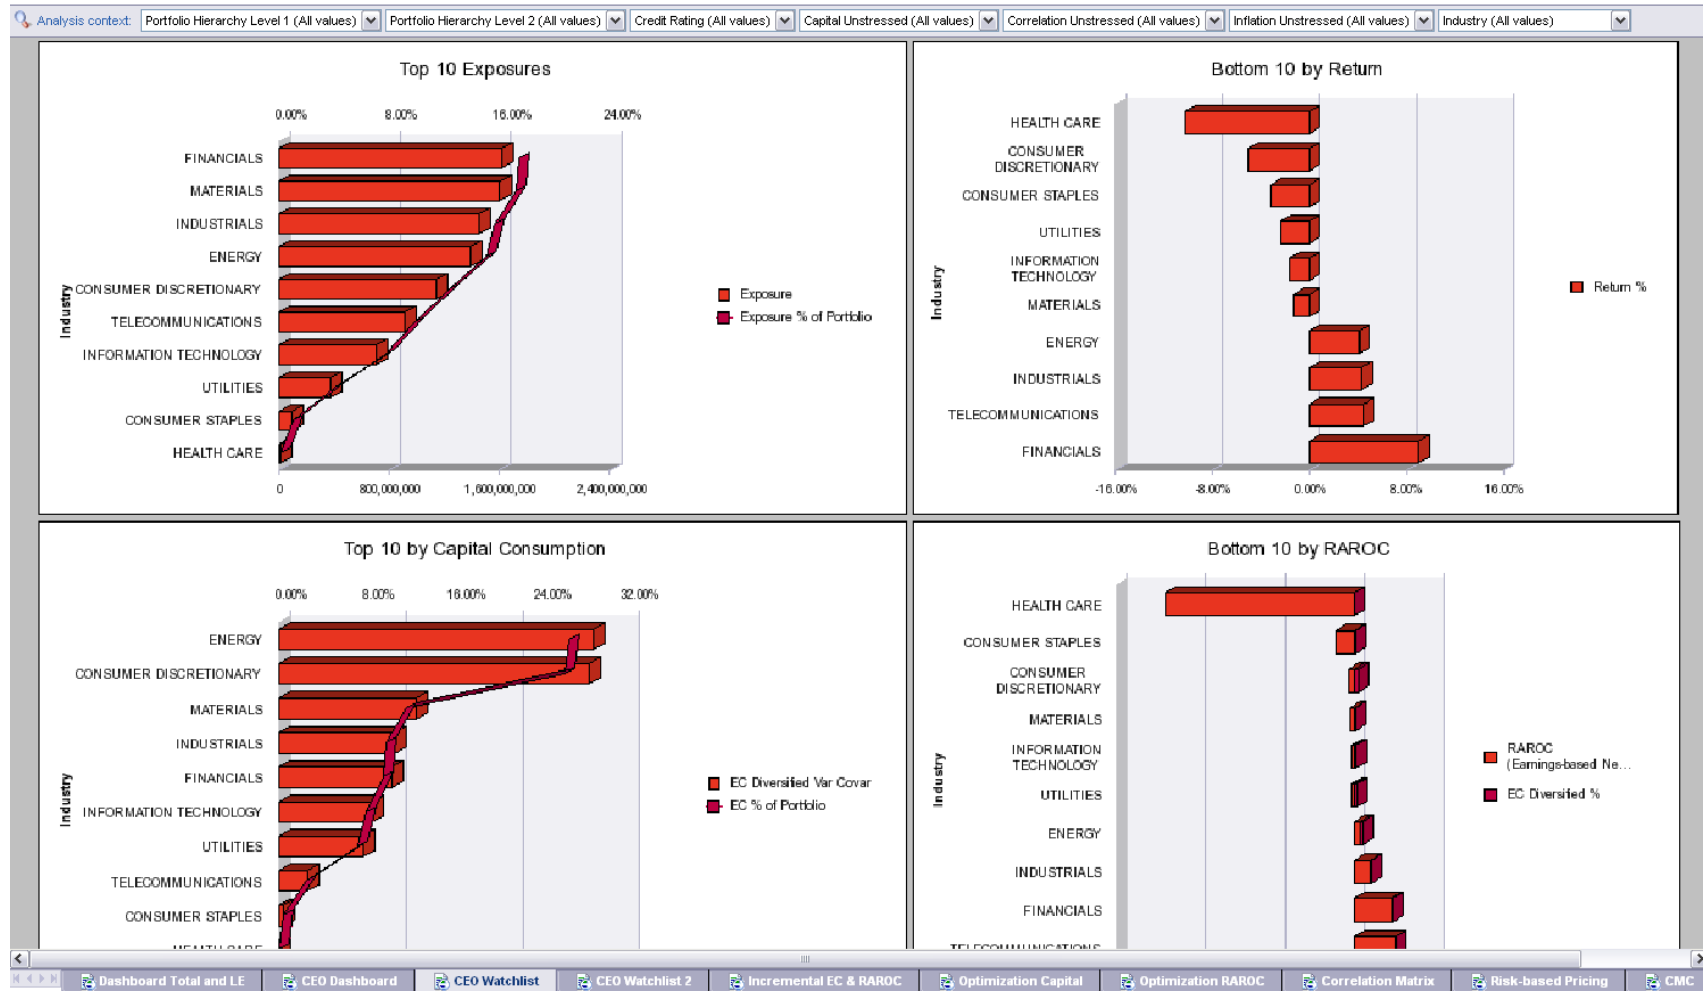 Analysis context: Portfolio Hierarchy Level 1 (All values) Portfolio Hierarchy Level 2 (All values) Credit Rating (All values) Capital Unstressed (All values) Correlation Unstressed (All values) Inflation Unstressed (All values) Industry (All values)
Top 10 Exposures
0.00% 8.00% 16.00% 24.00%
FINANCIALS
MATERIALS
INDUSTRIALS
ENERGY
CONSUMER DISCRETIONARY
TELECOMMUNICATIONS
INFORMATION TECHNOLOGY
UTILITIES
CONSUMER STAPLES
HEALTH CARE
Industry
0 800,000,000 1,600,000,000 2,400,000,000
Exposure
Exposure % of Portfolio
Bottom 10 by Return
HEALTH CARE
CONSUMER
DISCRETIONARY
CONSUMER STAPLES
UTILITIES
INFORMATION
TECHNOLOGY
MATERIALS
ENERGY
INDUSTRIALS
TELECOMMUNICATIONS
FINANCIALS
Industry
-16.00% -8.00% 0.00% 8.00% 16.00%
Return %
Top 10 by Capital Consumption
0.00% 8.00% 16.00% 24.00% 32.00%
ENERGY
CONSUMER DISCRETIONARY
MATERIALS
INDUSTRIALS
FINANCIALS
INFORMATION TECHNOLOGY
UTILITIES
TELECOMMUNICATIONS
CONSUMER STAPLES
HEALTH CARE
Industry
EC Diversified Var Covar
EC % of Portfolio
Bottom 10 by RAROC
HEALTH CARE
CONSUMER STAPLES
CONSUMER
DISCRETIONARY
MATERIALS
INFORMATION
TECHNOLOGY
UTILITIES
ENERGY
INDUSTRIALS
FINANCIALS
TELECOMMUNICATIONS
Industry
RAROC
(Earnings-based Ne...
EC Diversified %
Dashboard Total and LE CEO Dashboard CEO Watchlist CEO Watchlist 2 Incremental EC & RAROC Optimization Capital Optimization RAROC Correlation Matrix Risk-based Pricing CMC